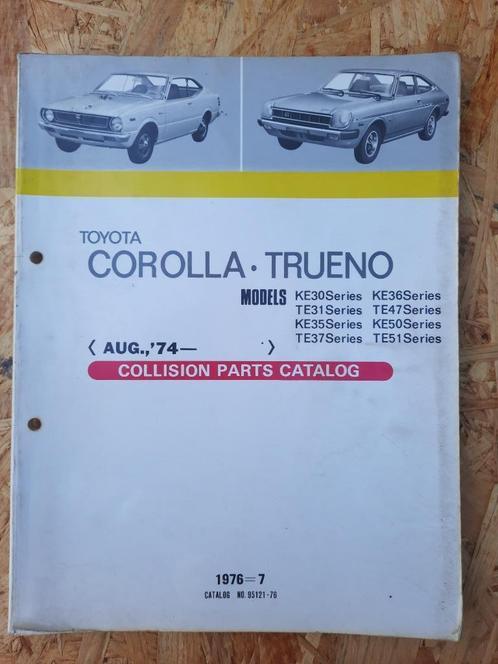 TOYOTA
COROLLA · TRUENO
MODELS KE30Series KE36Series
TE31Series TE47Series
KE35Series KE50Series
TE37Series TE51Series
〈 AUG.,'74— 〉
COLLISION PARTS CATALOG
1976=7
CATALOG NO. 95121-76